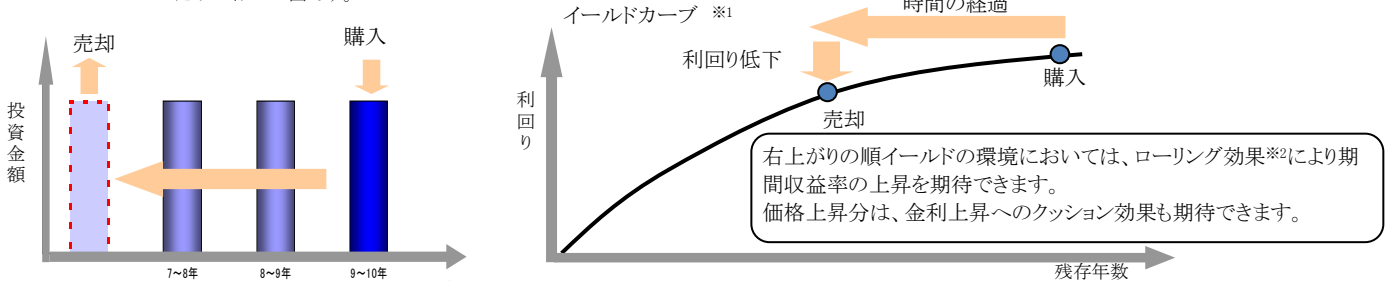 売却
購入
投資金額
7～8年
8～9年
9～10年
イールドカーブ ※1
時間の経過
利回り低下
購入
売却
利回り
右上がりの順イールドの環境においては、ローリング効果※2により期
間収益率の上昇を期待できます。
価格上昇分は、金利上昇へのクッション効果も期待できます。
残存年数